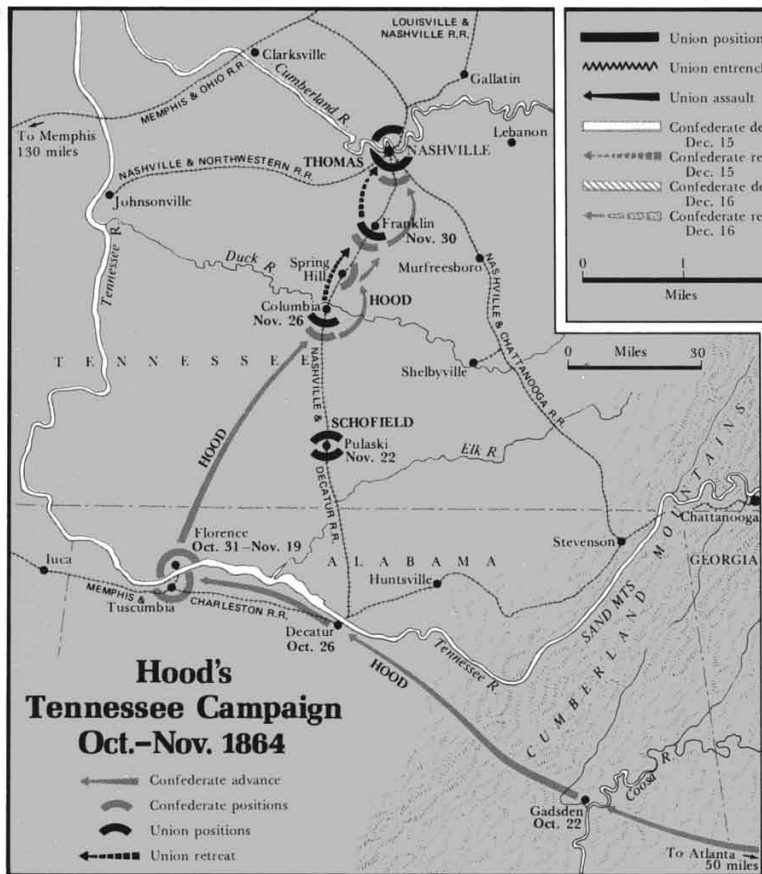 LOUISVILLE &
NASHVILLE R.R.
Clarksville
Cumberland R
Gallatin
MEMPHIS & OHIO R.R
To Memphis
130 miles
Lebanon
THOMAS
NASHVILLE
NASHVILLE & NORTHWESTERN R.R.
Johnsonville
Franklin
Nov. 30
Tennessee R
Duck R
Spring
Hill
Murfreesboro
Columbia
Nov. 26
HOOD
NASHVILLE & CHATTANOOGA R.R.
TENNESSEE
Shelbyville
0 Miles 30
NASHVILLE & DECATUR R.R.
SCHOFIELD
Pulaski
Nov. 22
Elk R
HOOD
Florence
Oct. 31–Nov. 19
Iuca
MEMPHIS & CHARLESTON R.R.
Tuscumbia
ALABAMA
Huntsville
Stevenson
Chattanooga
GEORGIA
Decatur
Oct. 26
Tennessee R.
SAND MTS
CUMBERLAND MOUNTAINS
HOOD
Coosa R.
Gadsden
Oct. 22
To Atlanta
50 miles
Hood's
Tennessee Campaign
Oct.–Nov. 1864
Confederate advance
Confederate positions
Union positions
Union retreat
Union position
Union entrench
Union assault
Confederate de
Dec. 15
Confederate re
Dec. 15
Confederate de
Dec. 16
Confederate re
Dec. 16
0 1
Miles